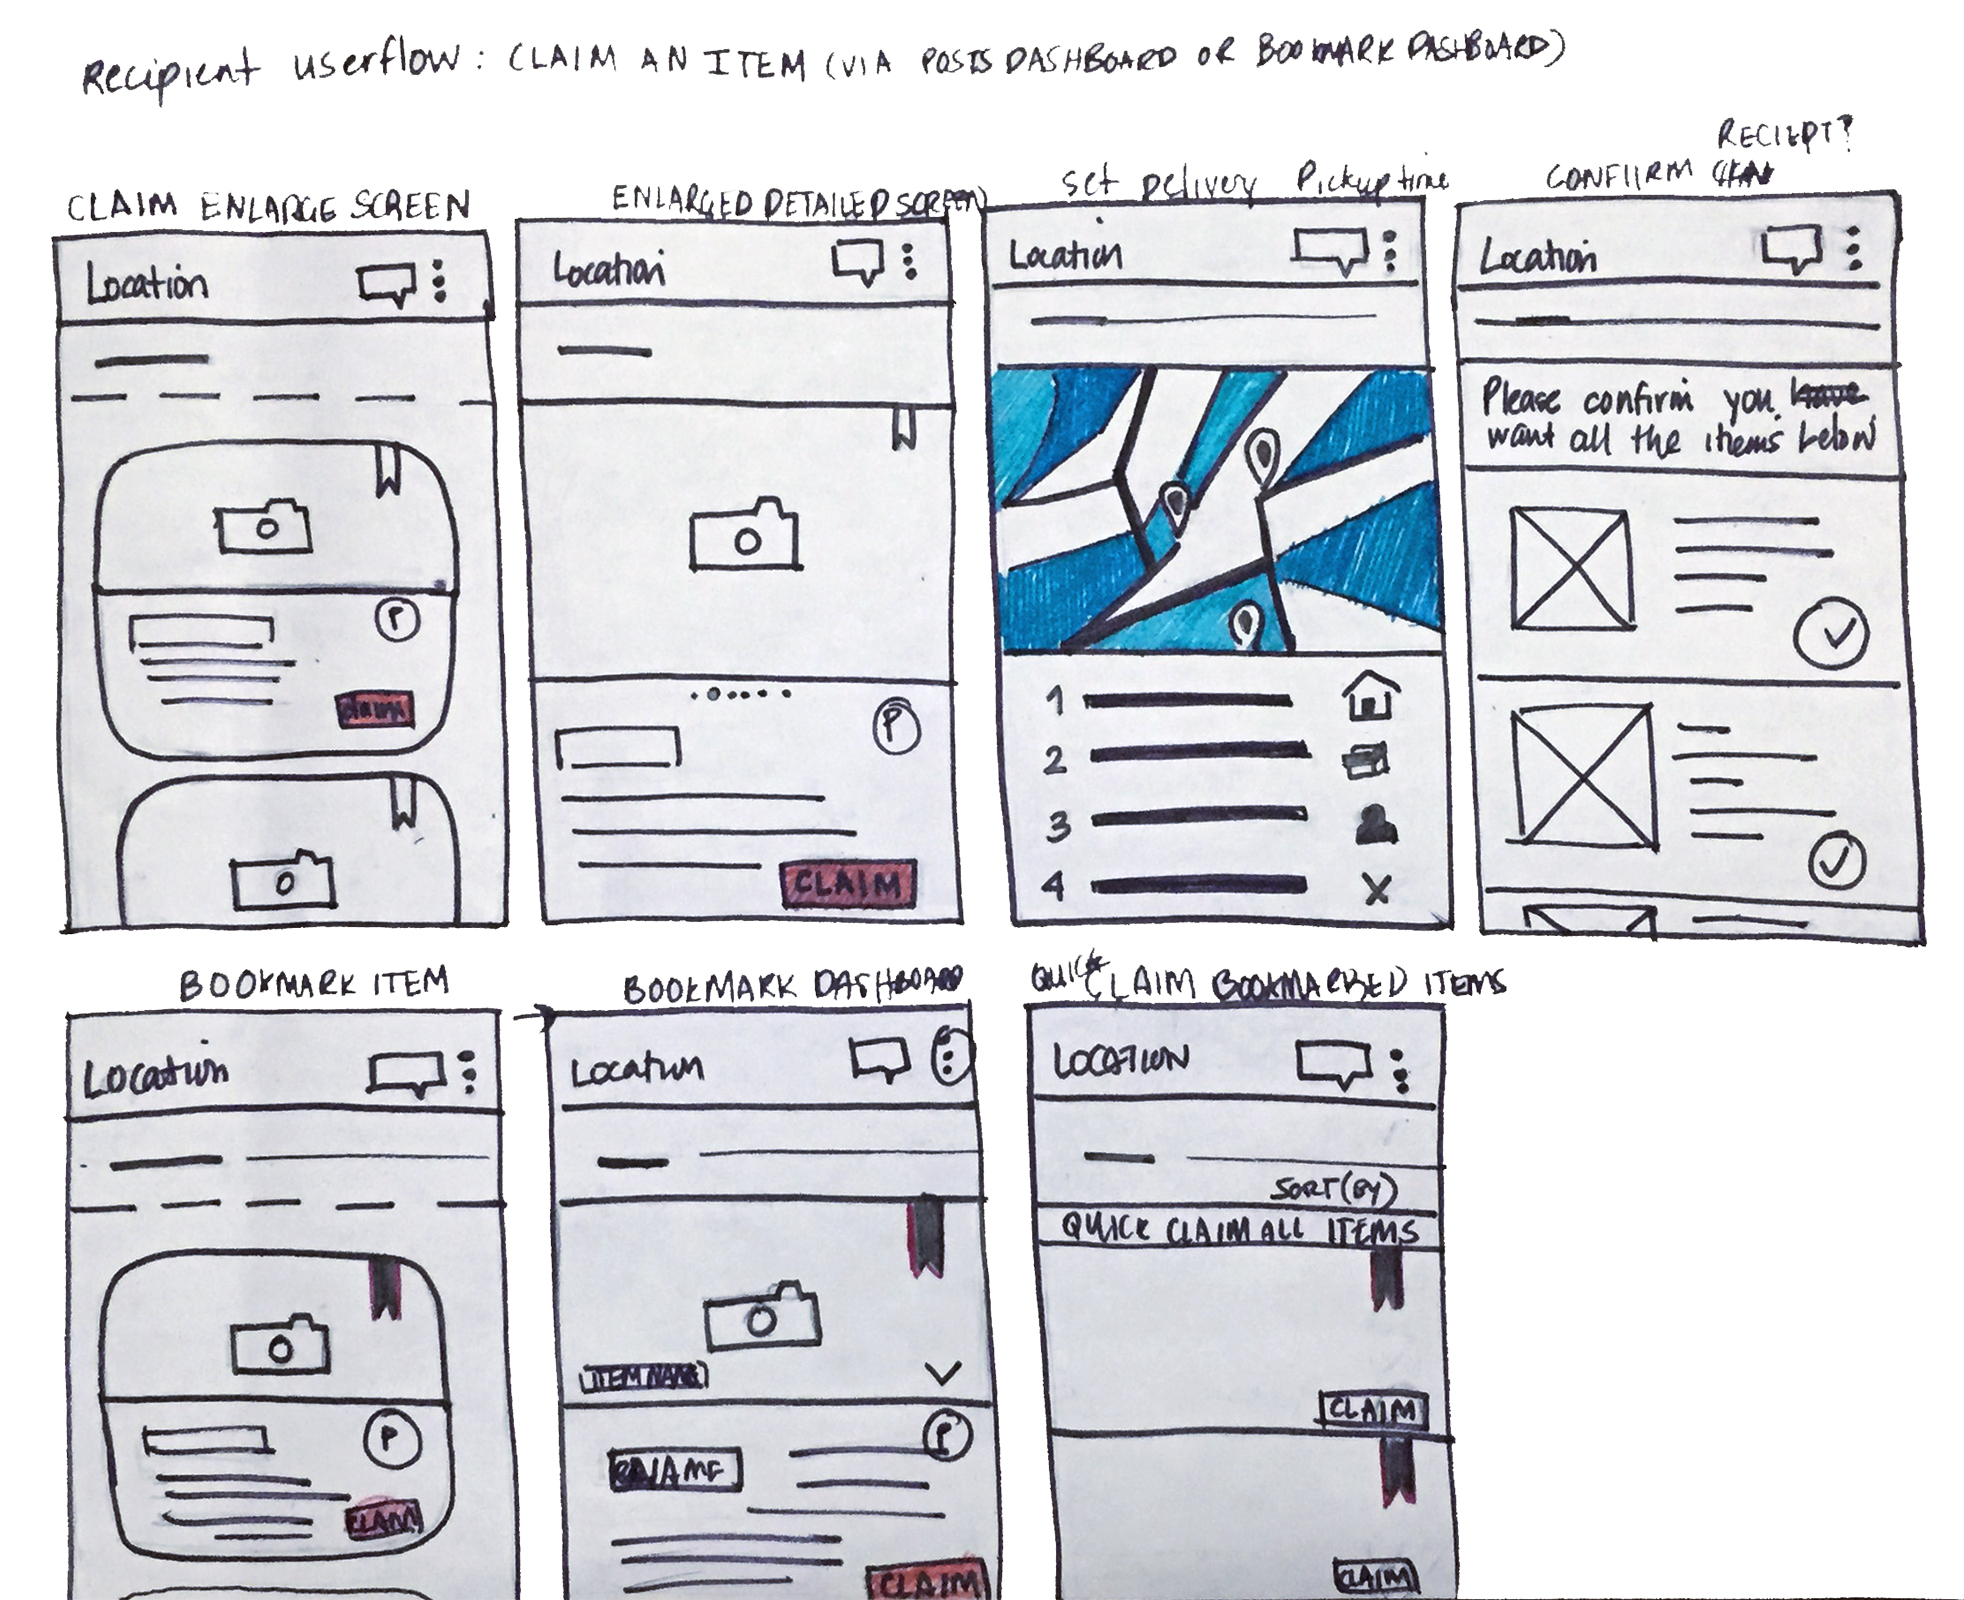 Recipient userflow: CLAIM AN ITEM (VIA POSTS DASHBOARD OR BOOKMARK DASHBOARD)
CLAIM ENLARGE SCREEN
Location
P
claim
ENLARGED DETAILED SCREEN
Location
P
CLAIM
Set Delivery Pickup time
Location
1
2
3
4
RECIEPT?
CONFIIRM
Location
Please confirm you have
want all the items below
BOOKMARK ITEM
Location
P
CLAIM
BOOKMARK DASHBOARD
Location
ITEM NAME
P
CLAIM
QUICK CLAIM BOOKMARKED ITEMS
LOCATION
SORT (BY)
QUICK CLAIM ALL ITEMS
CLAIM
CLAIM